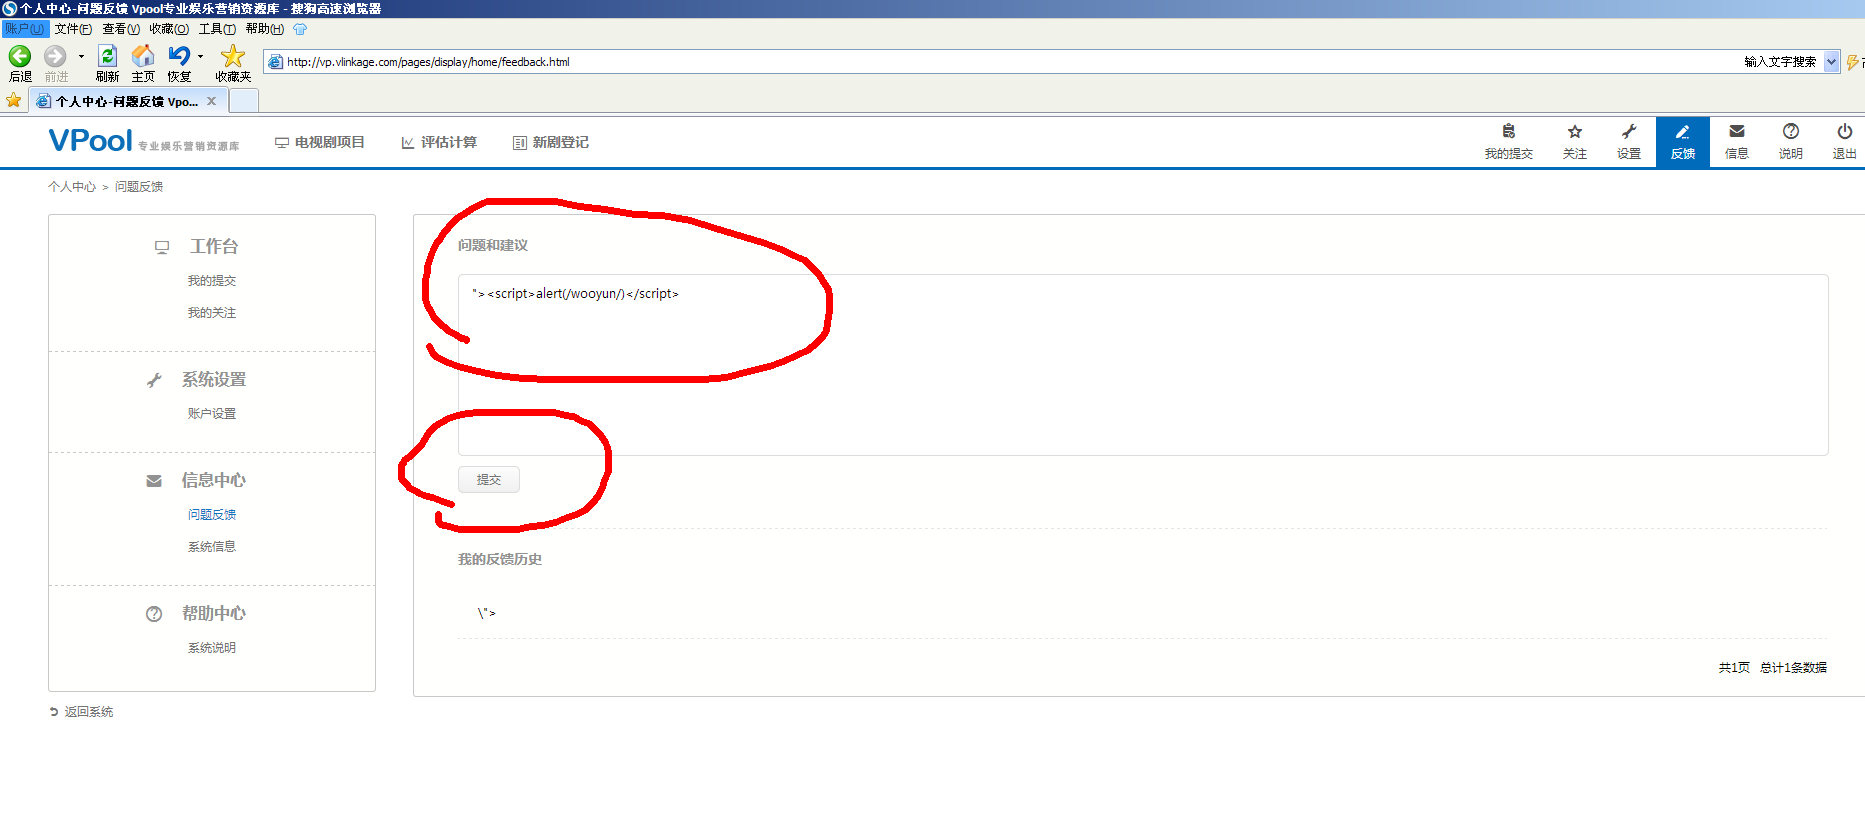 个人中心-问题反馈 Vpool专业娱乐营销资源库 - 搜狗高速浏览器
账户(U) 文件(F) 查看(V) 收藏(O) 工具(T) 帮助(H)
后退 前进 刷新 主页 恢复 收藏夹 http://vp.vlinkage.com/pages/display/home/feedback.html 输入文字搜索
个人中心-问题反馈 Vpo... x
VPool 专业娱乐营销资源库 电视剧项目 评估计算 新剧登记 我的提交 关注 设置 反馈 信息 说明 退出
个人中心 > 问题反馈
工作台
我的提交
我的关注
系统设置
账户设置
信息中心
问题反馈
系统信息
帮助中心
系统说明
返回系统
问题和建议
"><script>alert(/wooyun/)</script>
提交
我的反馈历史
\">
共1页 总计1条数据